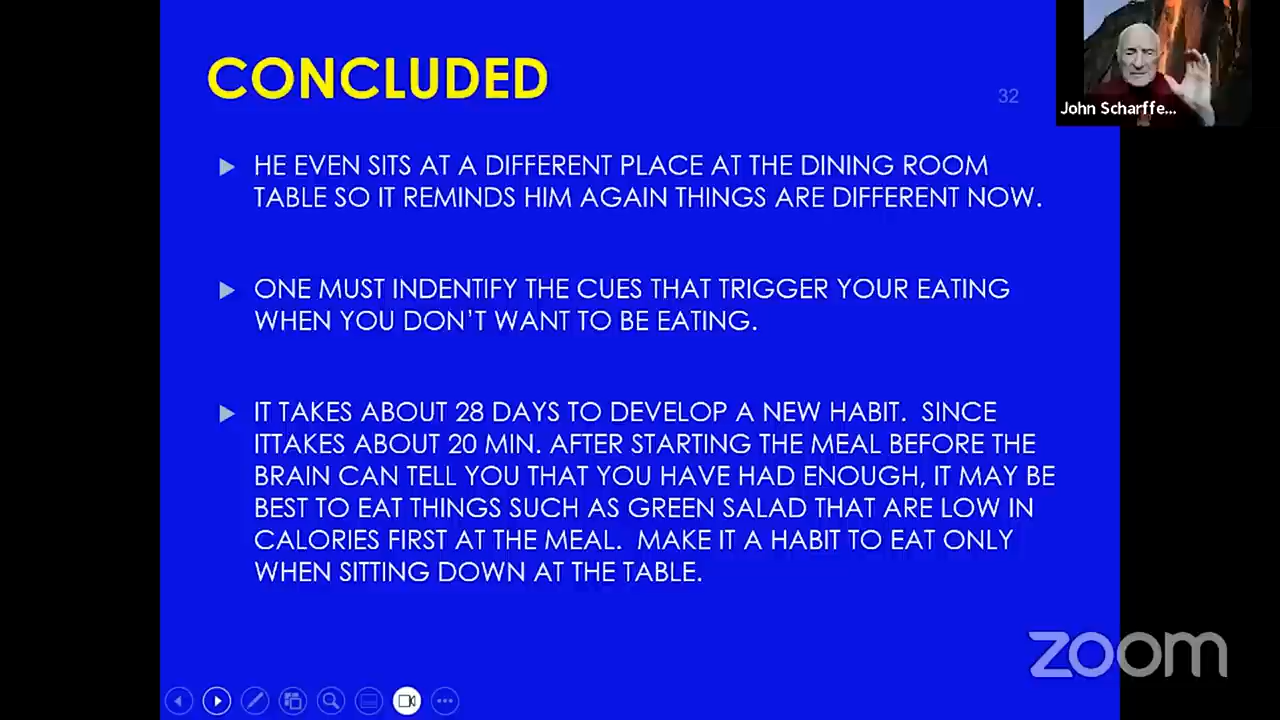 CONCLUDED
32
John Scharffe...
HE EVEN SITS AT A DIFFERENT PLACE AT THE DINING ROOM
TABLE SO IT REMINDS HIM AGAIN THINGS ARE DIFFERENT NOW.
ONE MUST INDENTIFY THE CUES THAT TRIGGER YOUR EATING
WHEN YOU DON'T WANT TO BE EATING.
IT TAKES ABOUT 28 DAYS TO DEVELOP A NEW HABIT.  SINCE
ITTAKES ABOUT 20 MIN. AFTER STARTING THE MEAL BEFORE THE
BRAIN CAN TELL YOU THAT YOU HAVE HAD ENOUGH, IT MAY BE
BEST TO EAT THINGS SUCH AS GREEN SALAD THAT ARE LOW IN
CALORIES FIRST AT THE MEAL.  MAKE IT A HABIT TO EAT ONLY
WHEN SITTING DOWN AT THE TABLE.
zoom